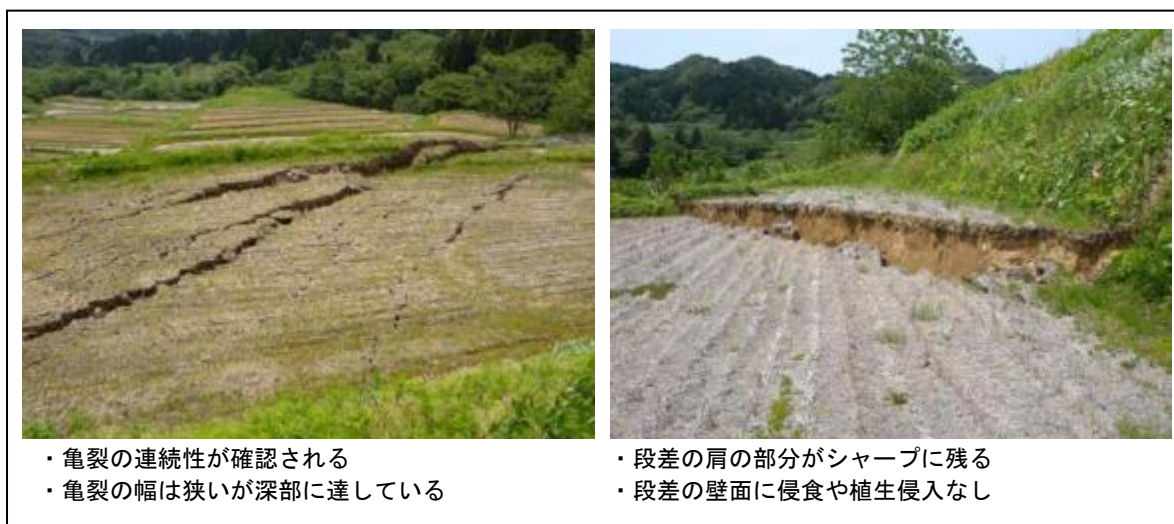 ・亀裂の連続性が確認される
・亀裂の幅は狭いが深部に達している
・段差の肩の部分がシャープに残る
・段差の壁面に侵食や植生侵入なし